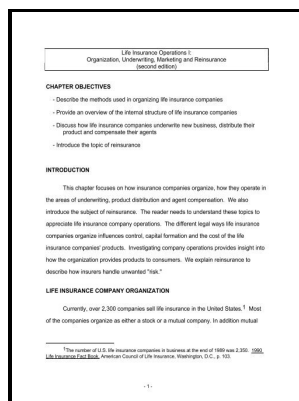 Life Insurance Operations I:
Organization, Underwriting, Marketing and Reinsurance
(second edition)
CHAPTER OBJECTIVES
- Describe the methods used in organizing life insurance companies
- Provide an overview of the internal structure of life insurance companies
- Discuss how life insurance companies underwrite new business, distribute their
product and compensate their agents
- Introduce the topic of reinsurance
INTRODUCTION
This chapter focuses on how insurance companies organize, how they operate in
the areas of underwriting, product distribution and agent compensation. We also
introduce the subject of reinsurance. The reader needs to understand these topics to
appreciate life insurance company operations. The different legal ways life insurance
companies organize influences control, capital formation and the cost of the life
insurance companies' products. Investigating company operations provides insight into
how the organization provides products to consumers. We explain reinsurance to
describe how insurers handle unwanted "risk."
LIFE INSURANCE COMPANY ORGANIZATION
Currently, over 2,300 companies sell life insurance in the United States.1 Most
of the companies organize as either a stock or a mutual company. In addition mutual
1The number of U.S. life insurance companies in business at the end of 1989 was 2,350. 1990
Life Insurance Fact Book, American Council of Life Insurance, Washington, D.C., p. 103.
- 1 -